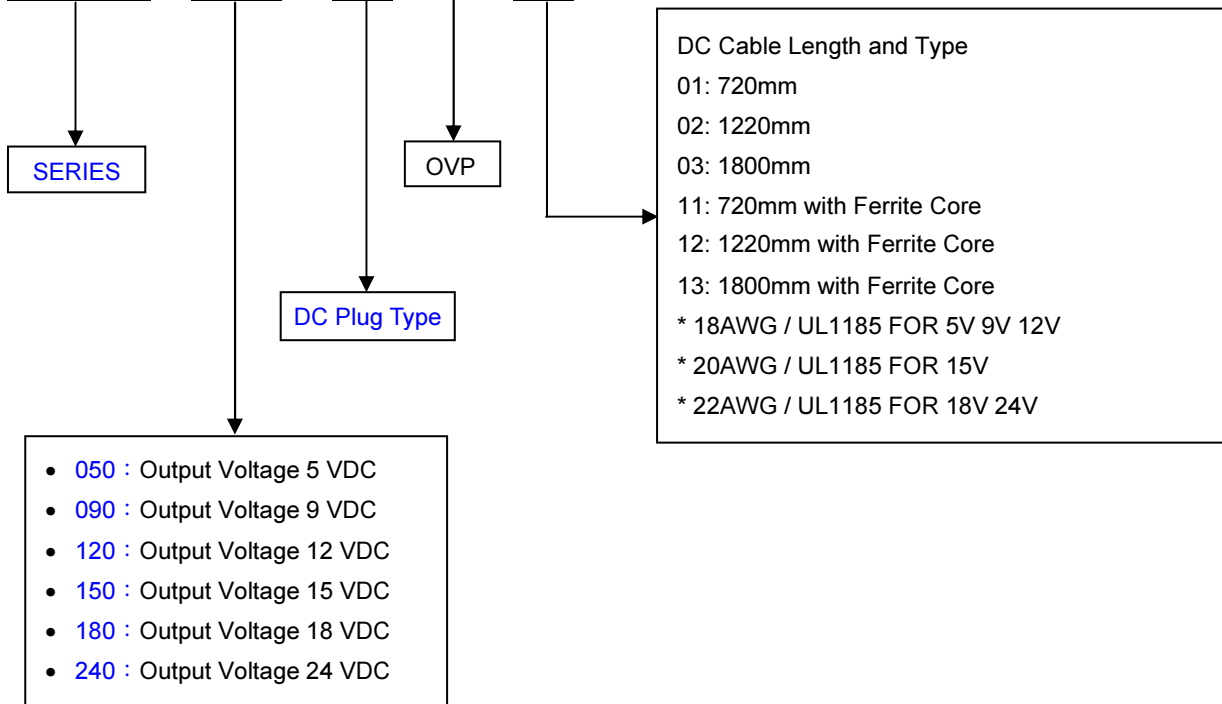 DC Cable Length and Type
01: 720mm
02: 1220mm
03: 1800mm
11: 720mm with Ferrite Core
12: 1220mm with Ferrite Core
13: 1800mm with Ferrite Core
* 18AWG / UL1185 FOR 5V 9V 12V
* 20AWG / UL1185 FOR 15V
* 22AWG / UL1185 FOR 18V 24V
SERIES
OVP
DC Plug Type
• 050：Output Voltage 5 VDC
• 090：Output Voltage 9 VDC
• 120：Output Voltage 12 VDC
• 150：Output Voltage 15 VDC
• 180：Output Voltage 18 VDC
• 240：Output Voltage 24 VDC